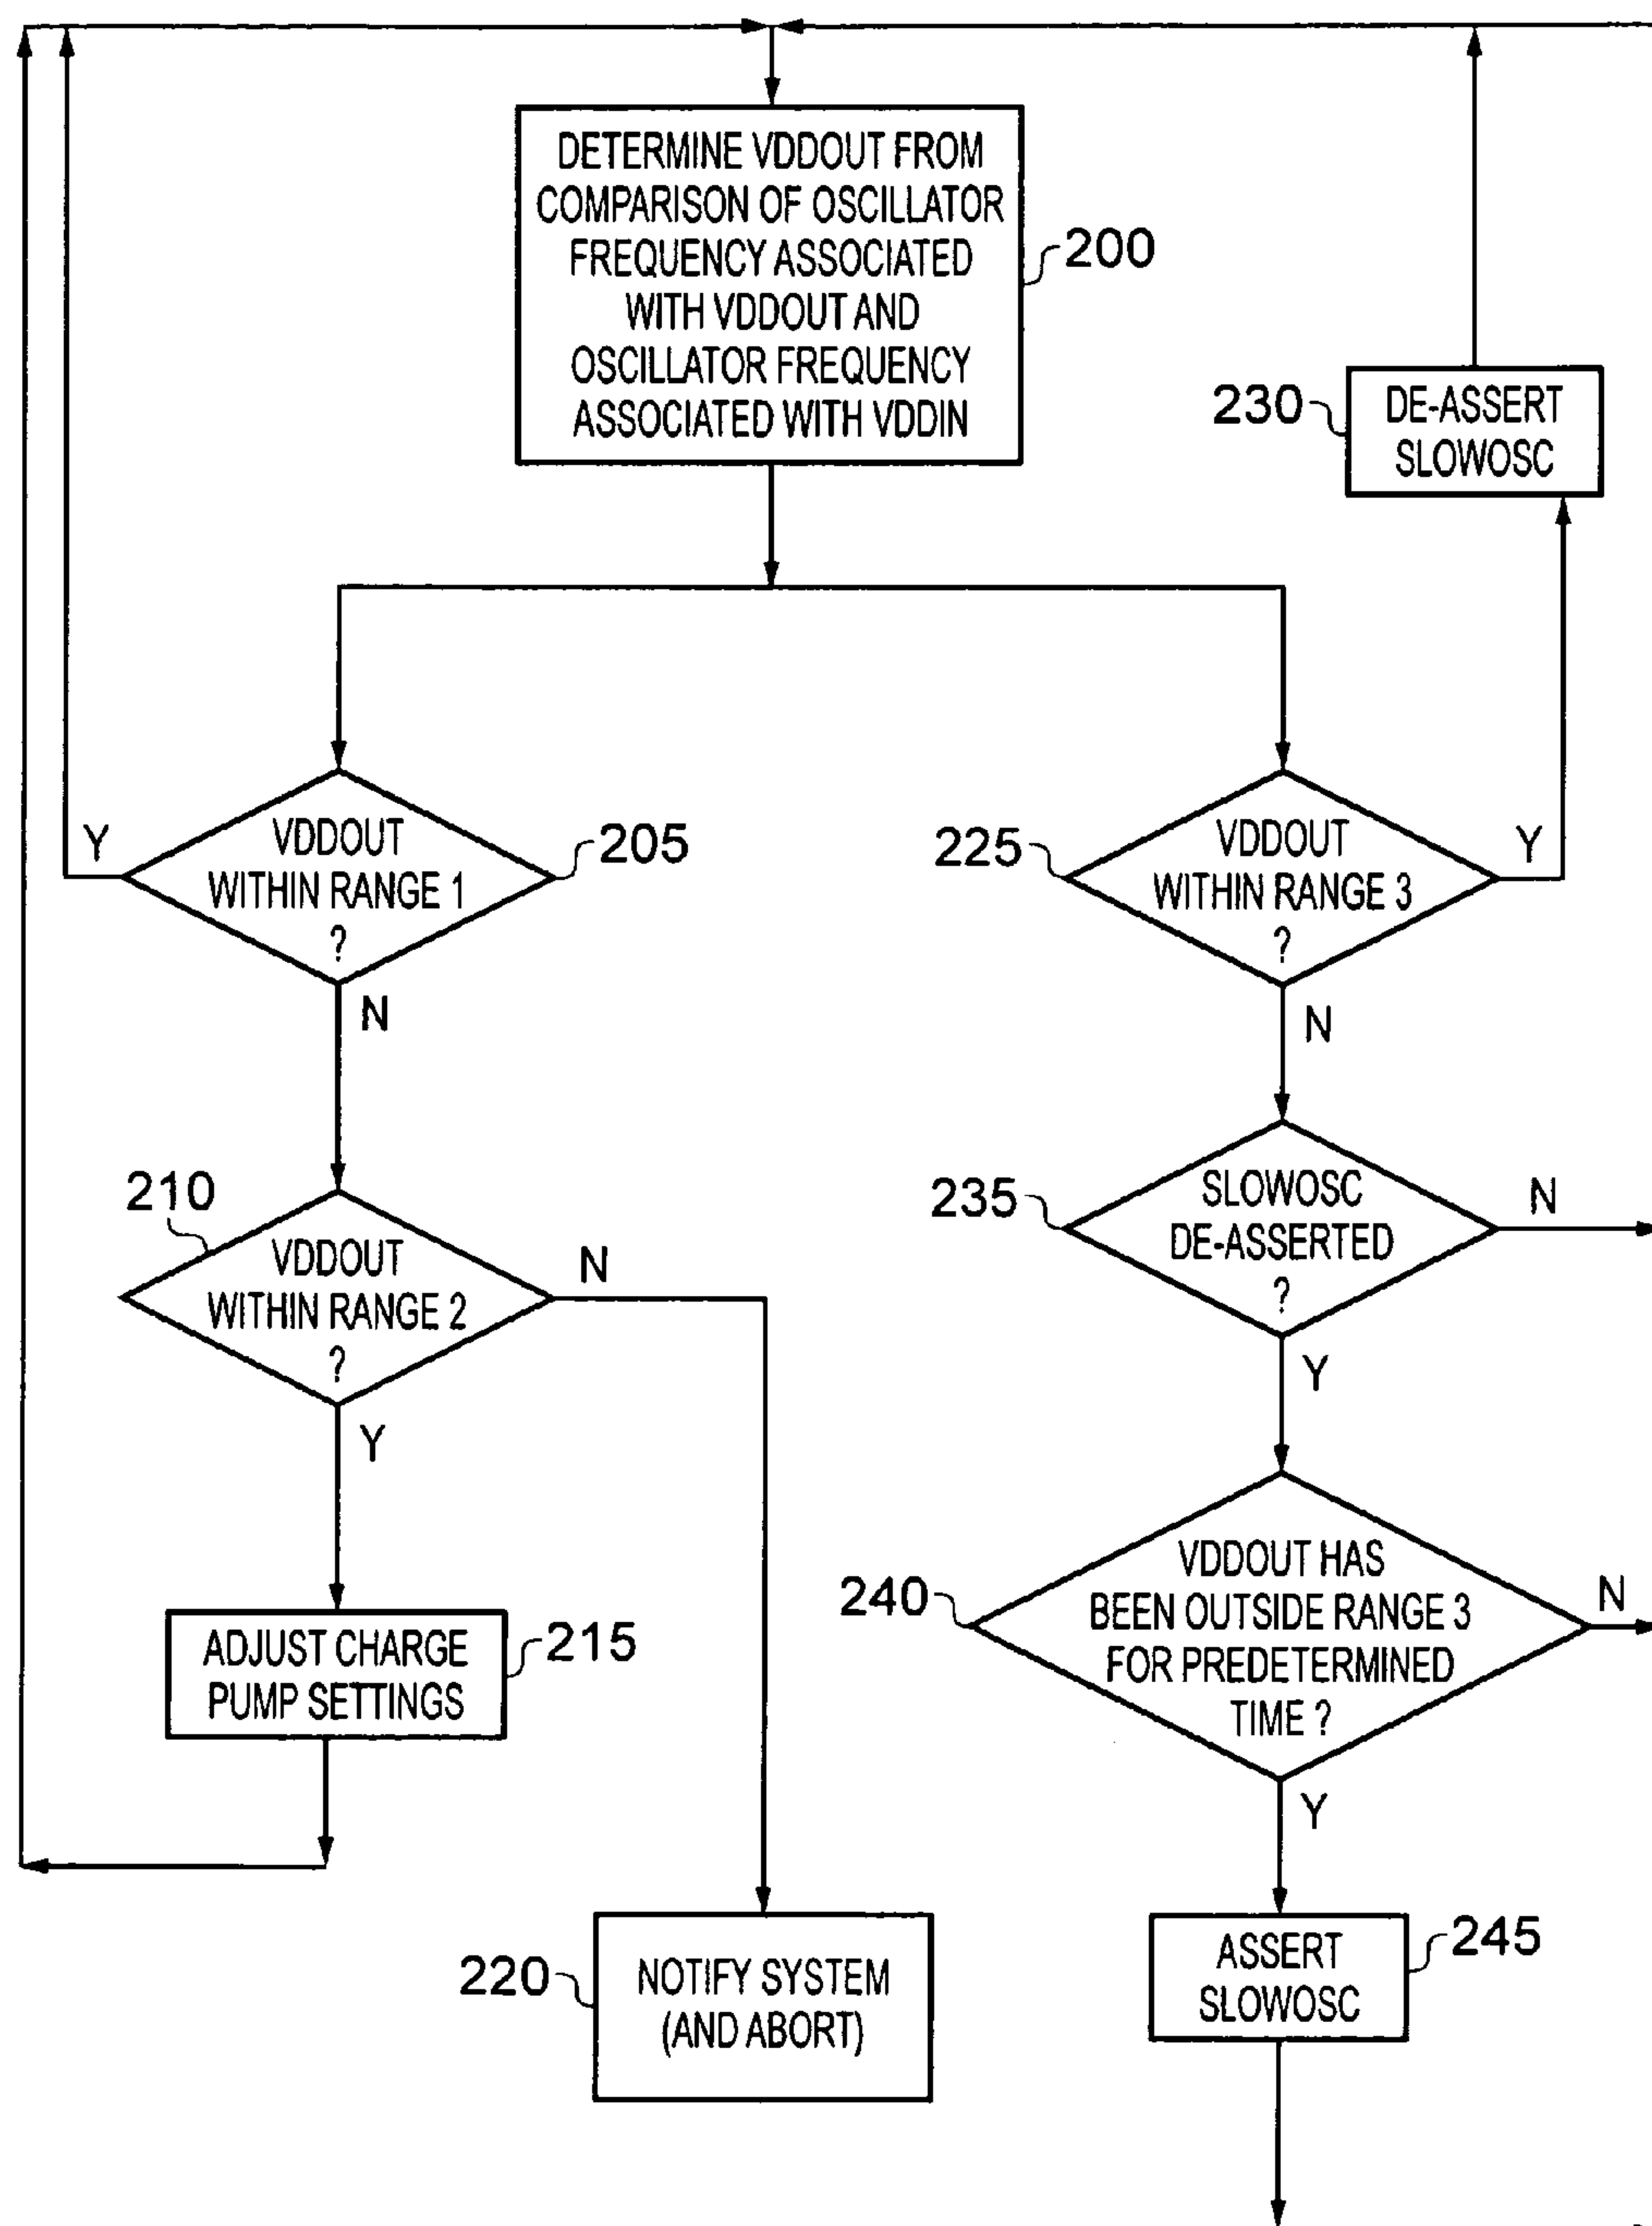 DETERMINE VDDOUT FROM
COMPARISON OF OSCILLATOR
FREQUENCY ASSOCIATED
WITH VDDOUT AND
OSCILLATOR FREQUENCY
ASSOCIATED WITH VDDIN
200
230
DE-ASSERT
SLOWOSC
Y
VDDOUT
WITHIN RANGE 1
?
205
N
225
VDDOUT
WITHIN RANGE 3
?
Y
N
210
VDDOUT
WITHIN RANGE 2
?
N
Y
235
SLOWOSC
DE-ASSERTED
?
N
Y
ADJUST CHARGE
PUMP SETTINGS
215
240
VDDOUT HAS
BEEN OUTSIDE RANGE 3
FOR PREDETERMINED
TIME ?
N
Y
220
NOTIFY SYSTEM
(AND ABORT)
ASSERT
SLOWOSC
245